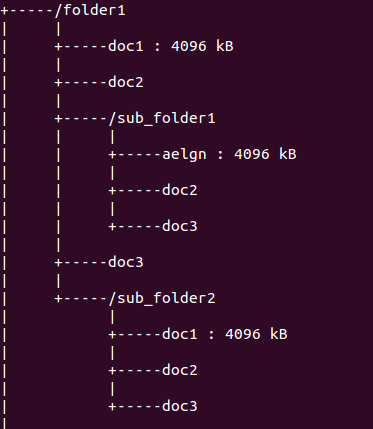 +-----/folder1
|     |
|     +-----doc1 : 4096 kB
|     |
|     +-----doc2
|     |
|     +-----/sub_folder1
|     |     |
|     |     +-----aelgn : 4096 kB
|     |     |
|     |     +-----doc2
|     |     |
|     |     +-----doc3
|     |
|     +-----doc3
|     |
|     +-----/sub_folder2
|           |
|           +-----doc1 : 4096 kB
|           |
|           +-----doc2
|           |
|           +-----doc3
|